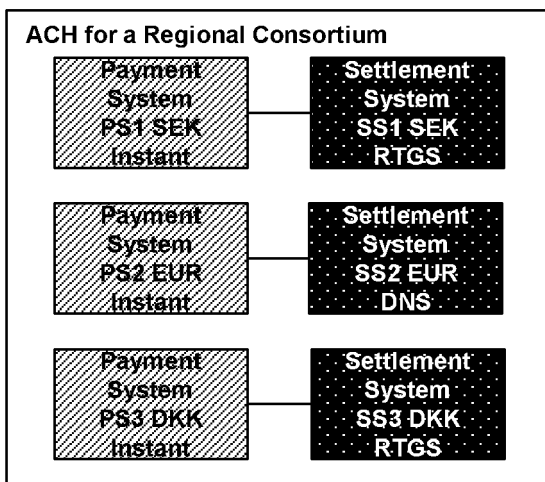 ACH for a Regional Consortium
Payment
System
PS1 SEK
Instant
Settlement
System
SS1 SEK
RTGS
Payment
System
PS2 EUR
Instant
Settlement
System
SS2 EUR
DNS
Payment
System
PS3 DKK
Instant
Settlement
System
SS3 DKK
RTGS